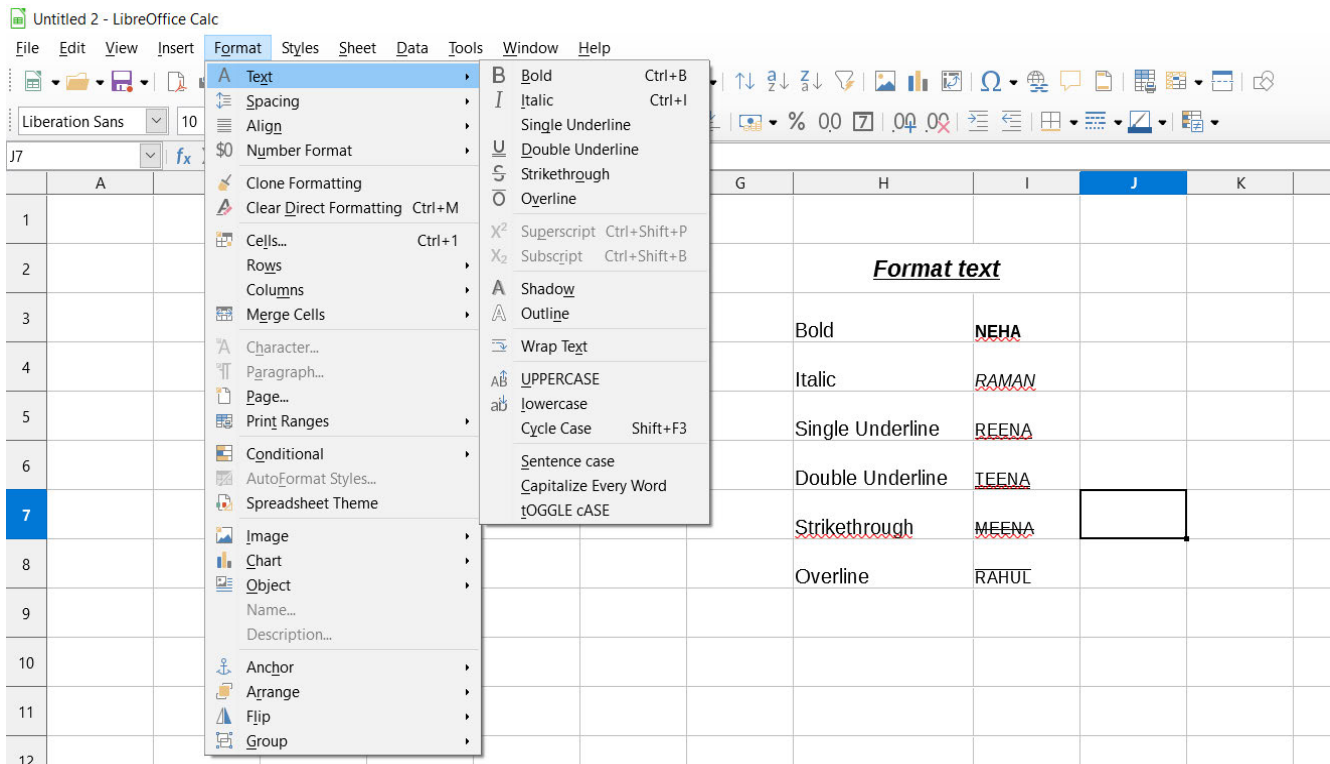 Untitled 2 - LibreOffice Calc
File Edit View Insert Format Styles Sheet Data Tools Window Help
Liberation Sans 10
J7
A G H I J K
1
2
3
4
5
6
7
8
9
10
11
12
Text
Spacing
Align
Number Format
Clone Formatting
Clear Direct Formatting Ctrl+M
Cells... Ctrl+1
Rows
Columns
Merge Cells
Character...
Paragraph...
Page...
Print Ranges
Conditional
AutoFormat Styles...
Spreadsheet Theme
Image
Chart
Object
Name...
Description...
Anchor
Arrange
Flip
Group
Bold Ctrl+B
Italic Ctrl+I
Single Underline
Double Underline
Strikethrough
Overline
Superscript Ctrl+Shift+P
Subscript Ctrl+Shift+B
Shadow
Outline
Wrap Text
UPPERCASE
lowercase
Cycle Case Shift+F3
Sentence case
Capitalize Every Word
tOGGLE cASE
Format text
Bold NEHA
Italic RAMAN
Single Underline REENA
Double Underline TEENA
Strikethrough MEENA
Overline RAHUL